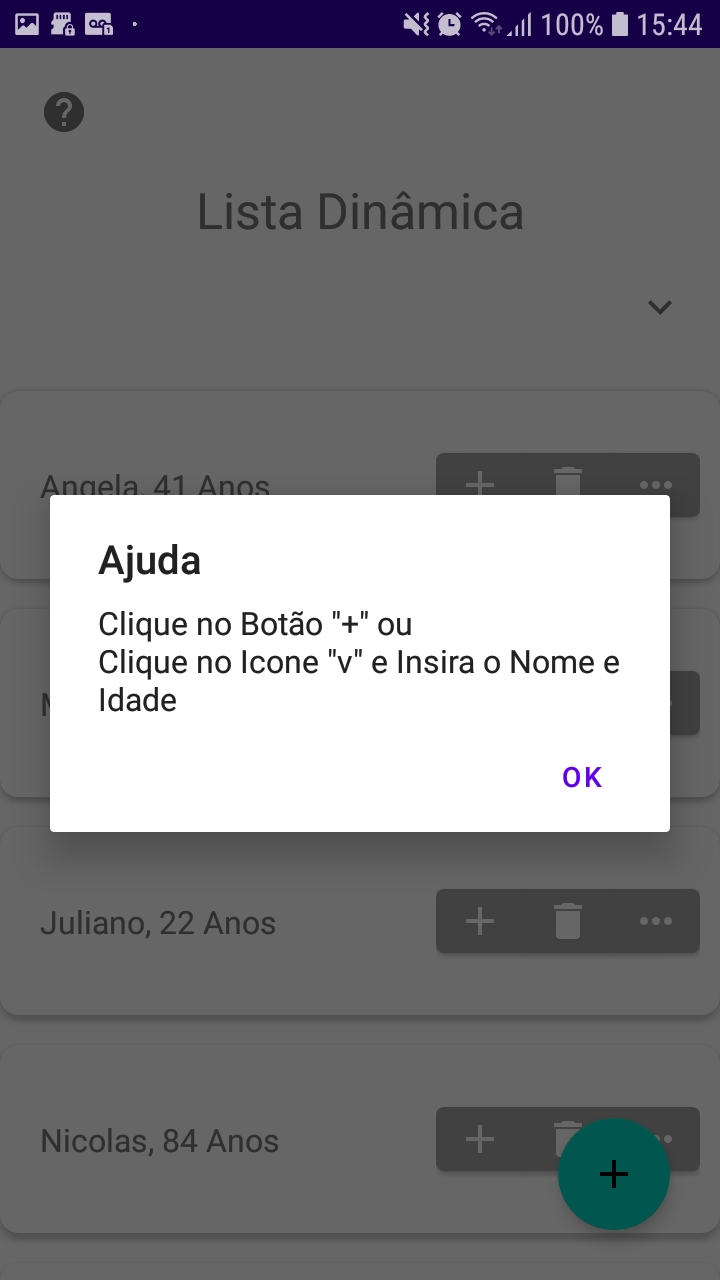 100% 15:44
Lista Dinâmica
Angela, 41 Anos
Ajuda
Clique no Botão "+" ou
Clique no Icone "v" e Insira o Nome e
Idade
OK
Juliano, 22 Anos
Nicolas, 84 Anos